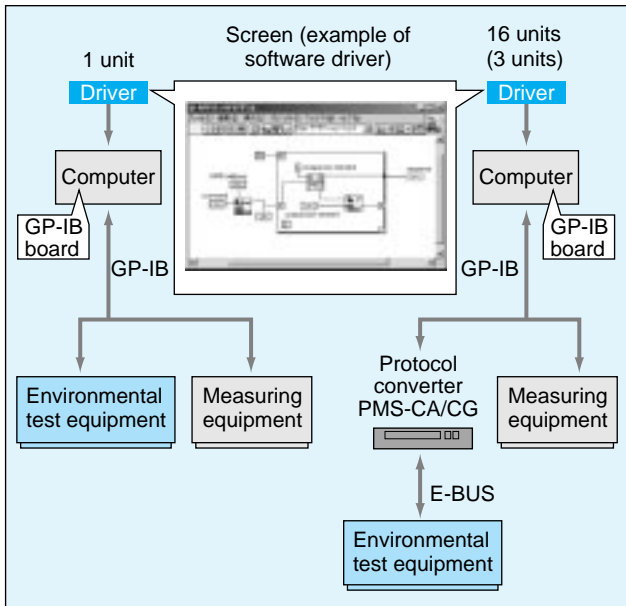 1 unit
Driver
Screen (example of
software driver)
16 units
(3 units)
Driver
Computer
GP-IB
board
GP-IB
Computer
GP-IB
board
GP-IB
Environmental
test equipment
Measuring
equipment
Protocol
converter
PMS-CA/CG
Measuring
equipment
E-BUS
Environmental
test equipment